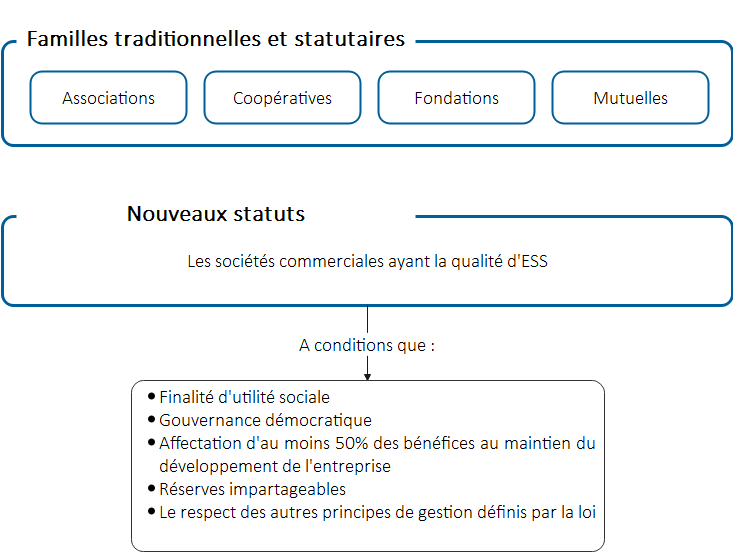 Familles traditionnelles et statutaires
Associations
Coopératives
Fondations
Mutuelles
Nouveaux statuts
Les sociétés commerciales ayant la qualité d'ESS
A conditions que :
• Finalité d'utilité sociale
• Gouvernance démocratique
• Affectation d'au moins 50% des bénéfices au maintien du
développement de l'entreprise
• Réserves impartageables
• Le respect des autres principes de gestion définis par la loi